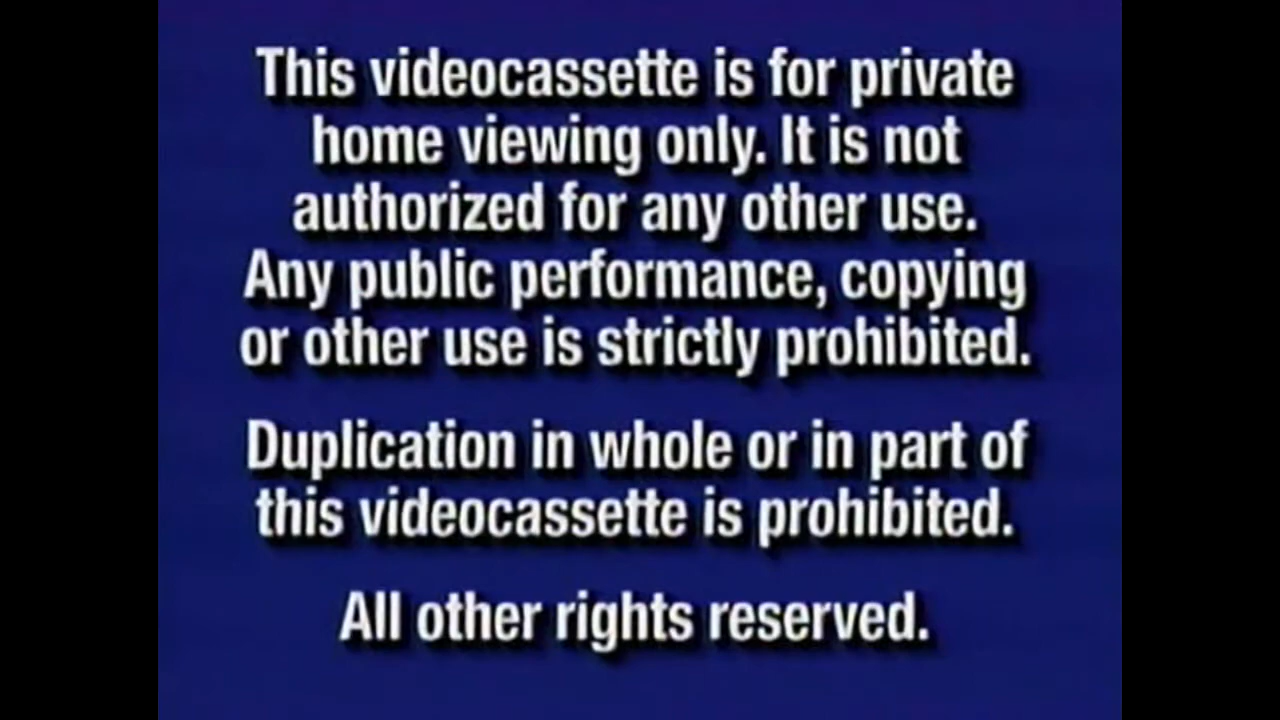 This videocassette is for private
home viewing only. It is not
authorized for any other use.
Any public performance, copying
or other use is strictly prohibited.
Duplication in whole or in part of
this videocassette is prohibited.
All other rights reserved.